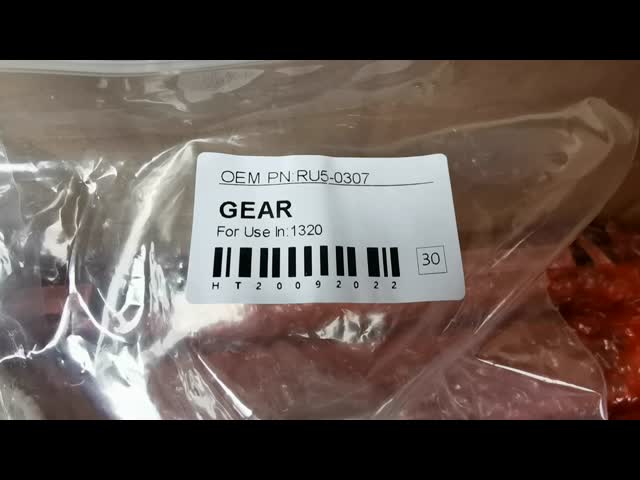 OEM PN:RU5-0307
GEAR
For Use In:1320
30
HT20092022